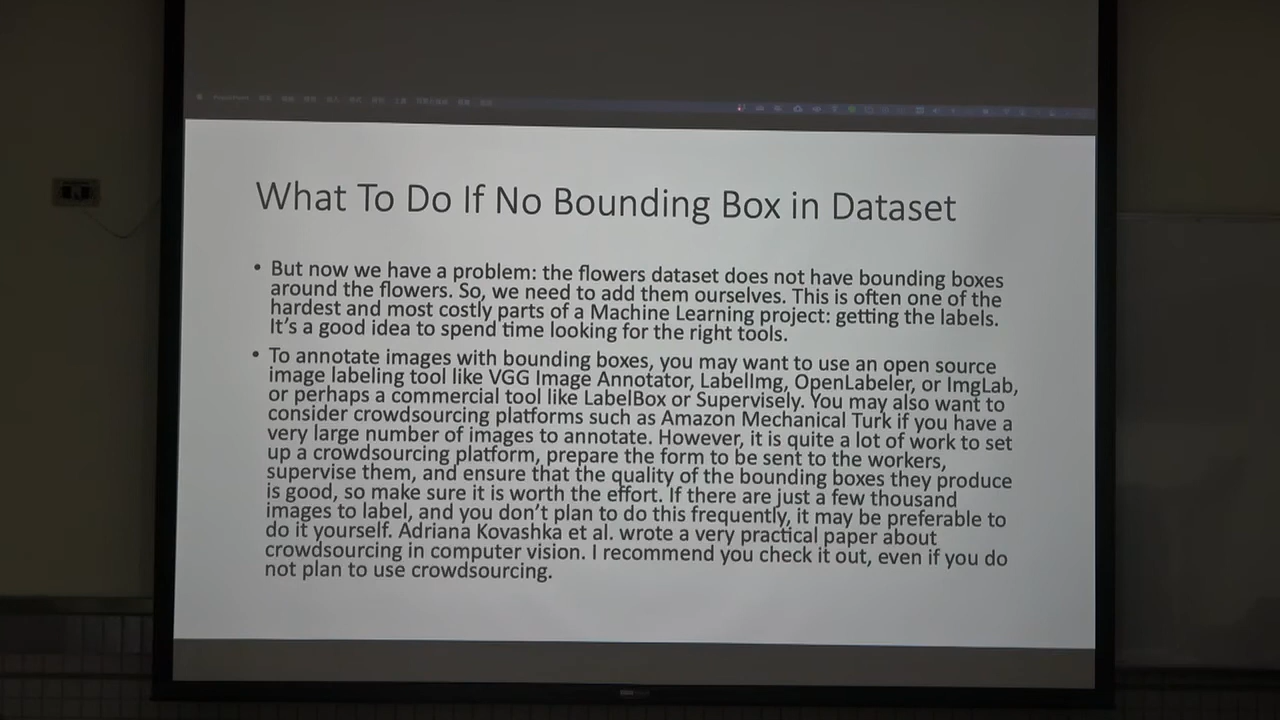 What To Do If No Bounding Box in Dataset
• But now we have a problem: the flowers dataset does not have bounding boxes
around the flowers. So, we need to add them ourselves. This is often one of the
hardest and most costly parts of a Machine Learning project: getting the labels.
It's a good idea to spend time looking for the right tools.
• To annotate images with bounding boxes, you may want to use an open source
image labeling tool like VGG Image Annotator, LabelImg, OpenLabeler, or ImgLab,
or perhaps a commercial tool like LabelBox or Supervisely. You may also want to
consider crowdsourcing platforms such as Amazon Mechanical Turk if you have a
very large number of images to annotate. However, it is quite a lot of work to set
up a crowdsourcing platform, prepare the form to be sent to the workers,
supervise them, and ensure that the quality of the bounding boxes they produce
is good, so make sure it is worth the effort. If there are just a few thousand
images to label, and you don't plan to do this frequently, it may be preferable to
do it yourself. Adriana Kovashka et al. wrote a very practical paper about
crowdsourcing in computer vision. I recommend you check it out, even if you do
not plan to use crowdsourcing.